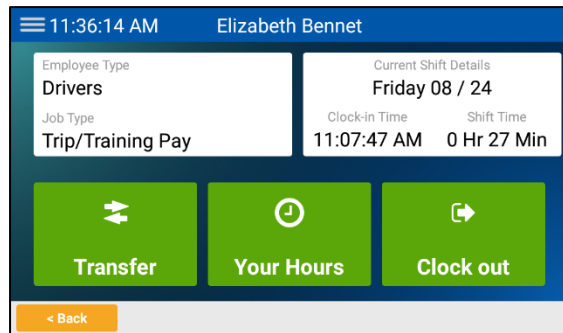 11:36:14 AM Elizabeth Bennet
Employee Type
Drivers
Job Type
Trip/Training Pay
Current Shift Details
Friday 08 / 24
Clock-in Time Shift Time
11:07:47 AM 0 Hr 27 Min
Transfer Your Hours Clock out
< Back